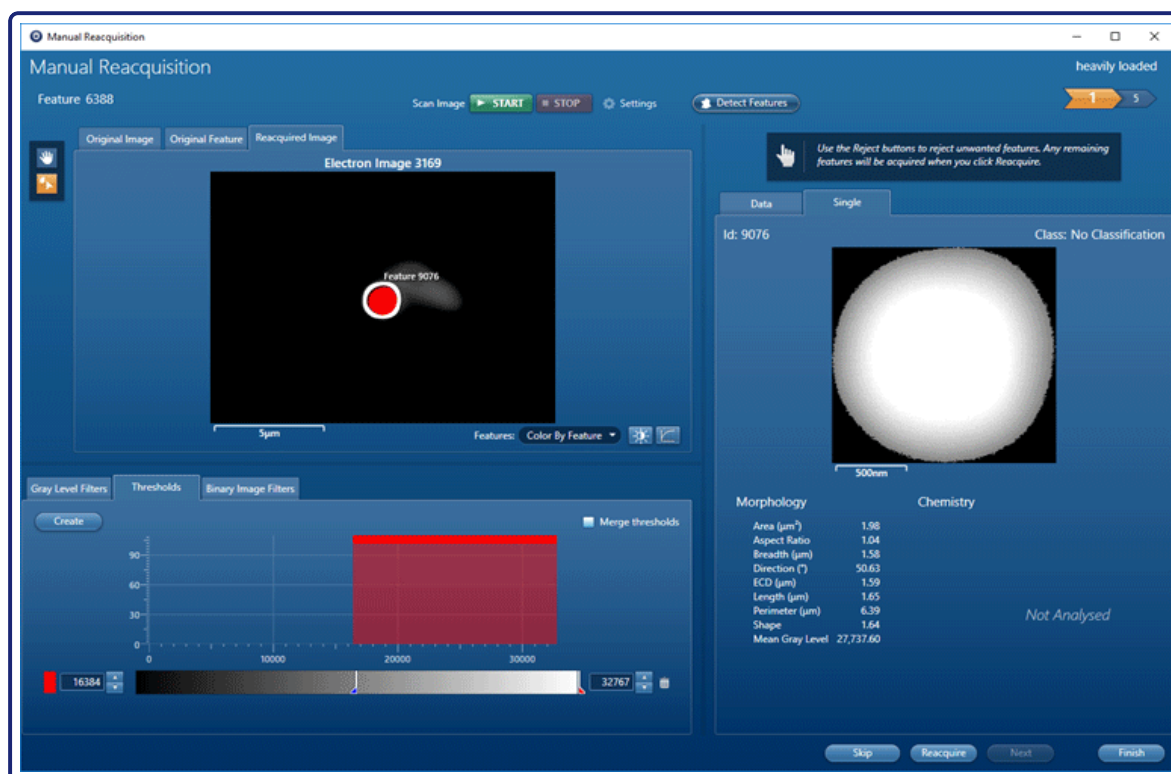 Manual Reacquisition
Manual Reacquisition
heavily loaded
Feature 6388
Scan Image START STOP Settings Detect Features
1 5
Original Image Original Feature Reacquired Image
Electron Image 3169
Feature 9076
5µm
Features: Color By Feature
Use the Reject buttons to reject unwanted features. Any remaining
features will be acquired when you click Reacquire.
Data Single
Id: 9076 Class: No Classification
500nm
Morphology Chemistry
Area (µm²) 1.98
Aspect Ratio 1.04
Breadth (µm) 1.58
Direction (°) 50.63
ECD (µm) 1.59
Length (µm) 1.65
Perimeter (µm) 6.39
Shape 1.64
Mean Gray Level 27,737.60
Not Analysed
Gray Level Filters Thresholds Binary Image Filters
Create Merge thresholds
90
60
30
0
0 10000 20000 30000
16384 32767
Skip Reacquire Next Finish